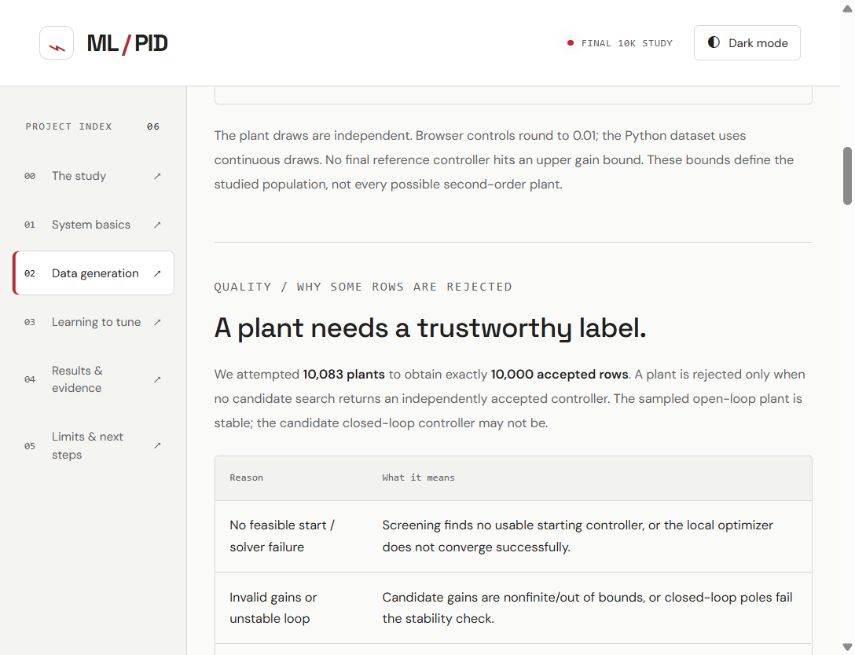 ML/PID
FINAL 10K STUDY
Dark mode
PROJECT INDEX 06
00 The study ↗
01 System basics ↗
02 Data generation ↗
03 Learning to tune ↗
04 Results &
evidence ↗
05 Limits & next
steps ↗
The plant draws are independent. Browser controls round to 0.01; the Python dataset uses
continuous draws. No final reference controller hits an upper gain bound. These bounds define the
studied population, not every possible second-order plant.
QUALITY / WHY SOME ROWS ARE REJECTED
A plant needs a trustworthy label.
We attempted 10,083 plants to obtain exactly 10,000 accepted rows. A plant is rejected only when
no candidate search returns an independently accepted controller. The sampled open-loop plant is
stable; the candidate closed-loop controller may not be.
Reason What it means
No feasible start / Screening finds no usable starting controller, or the local optimizer
solver failure does not converge successfully.
Invalid gains or Candidate gains are nonfinite/out of bounds, or closed-loop poles fail
unstable loop the stability check.